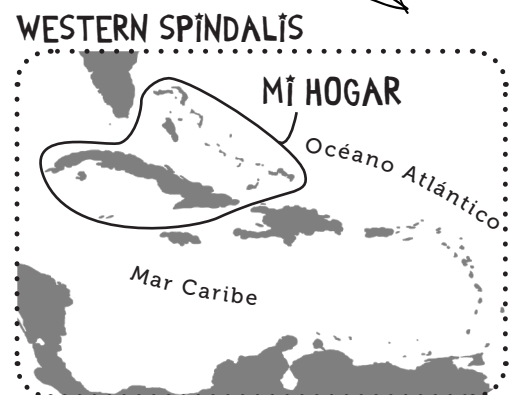 WESTERN SPINDALIS
MI HOGAR
Océano Atlántico
Mar Caribe